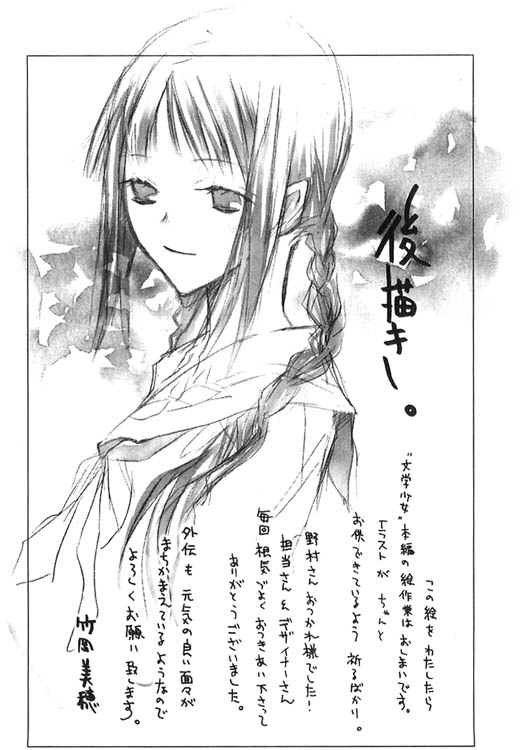 後描きー。
この絵をわたしたら
"文学少女"本編の絵作業はおしまいです。
イラストが ちゃんと
お供できているよう 祈るばかり。
野村さんおつかれ様でした!
担当さん&デザイナーさん
毎回 根気づよくおつきあい下さって
ありがとうございました。
外伝も 元気の良い面々が
まちかまえているようなので
よろしくお願い致します。
竹岡美穂